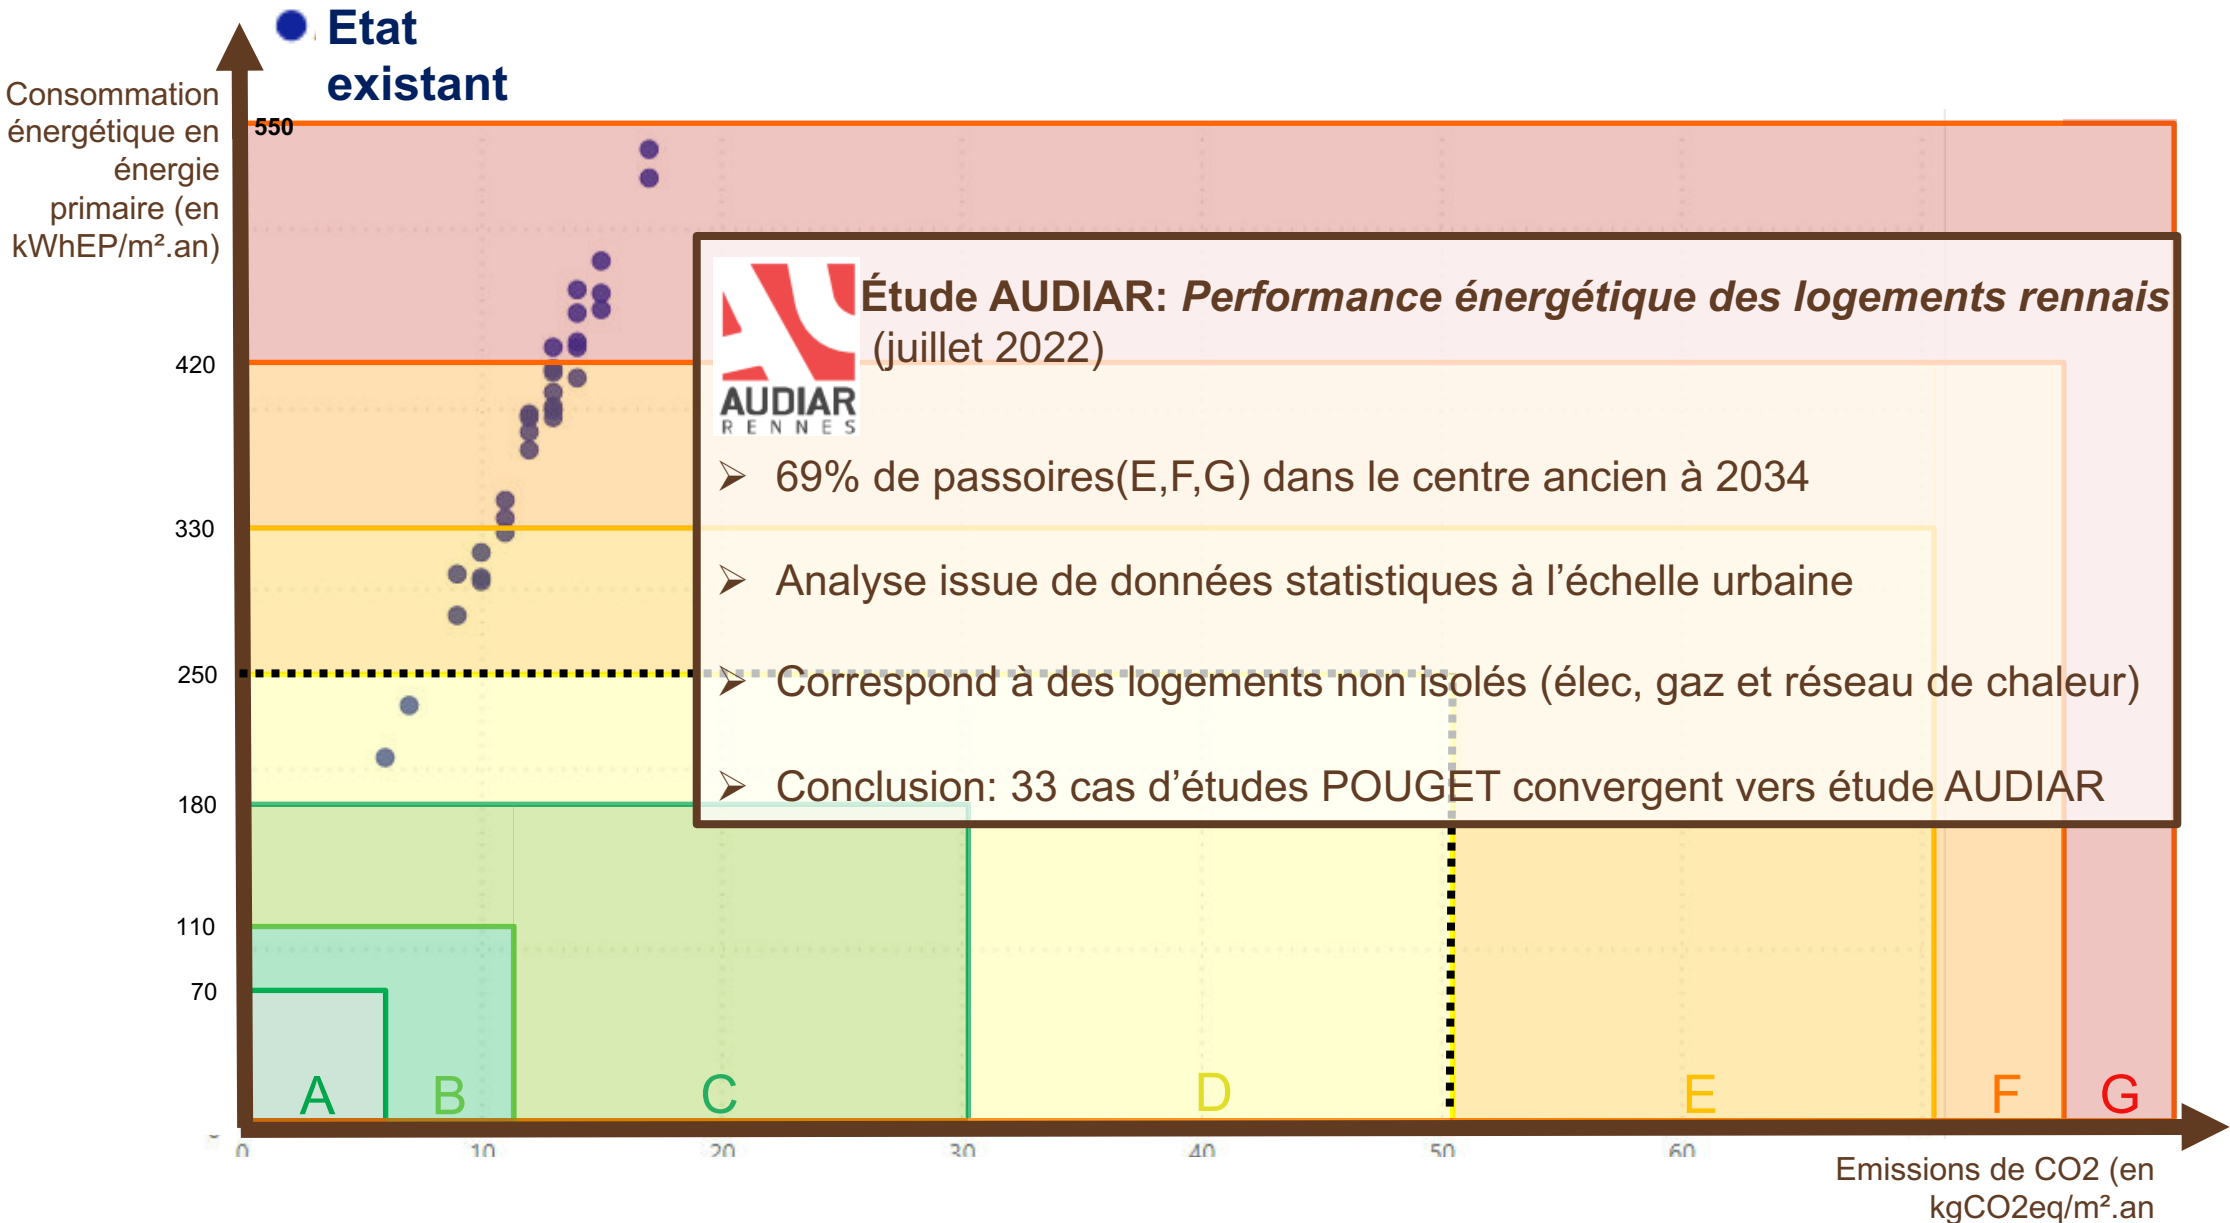 Etat
existant
Consommation
énergétique en
énergie
primaire (en
kWhEP/m².an)
550
420
330
250
180
110
70
AUDIAR
RENNES
Étude AUDIAR: Performance énergétique des logements rennais
(juillet 2022)
➢ 69% de passoires(E,F,G) dans le centre ancien à 2034
➢ Analyse issue de données statistiques à l’échelle urbaine
➢ Correspond à des logements non isolés (élec, gaz et réseau de chaleur)
➢ Conclusion: 33 cas d’études POUGET convergent vers étude AUDIAR
A B C D E F G
0 10 20 30 40 50 60
Emissions de CO2 (en
kgCO2eq/m².an